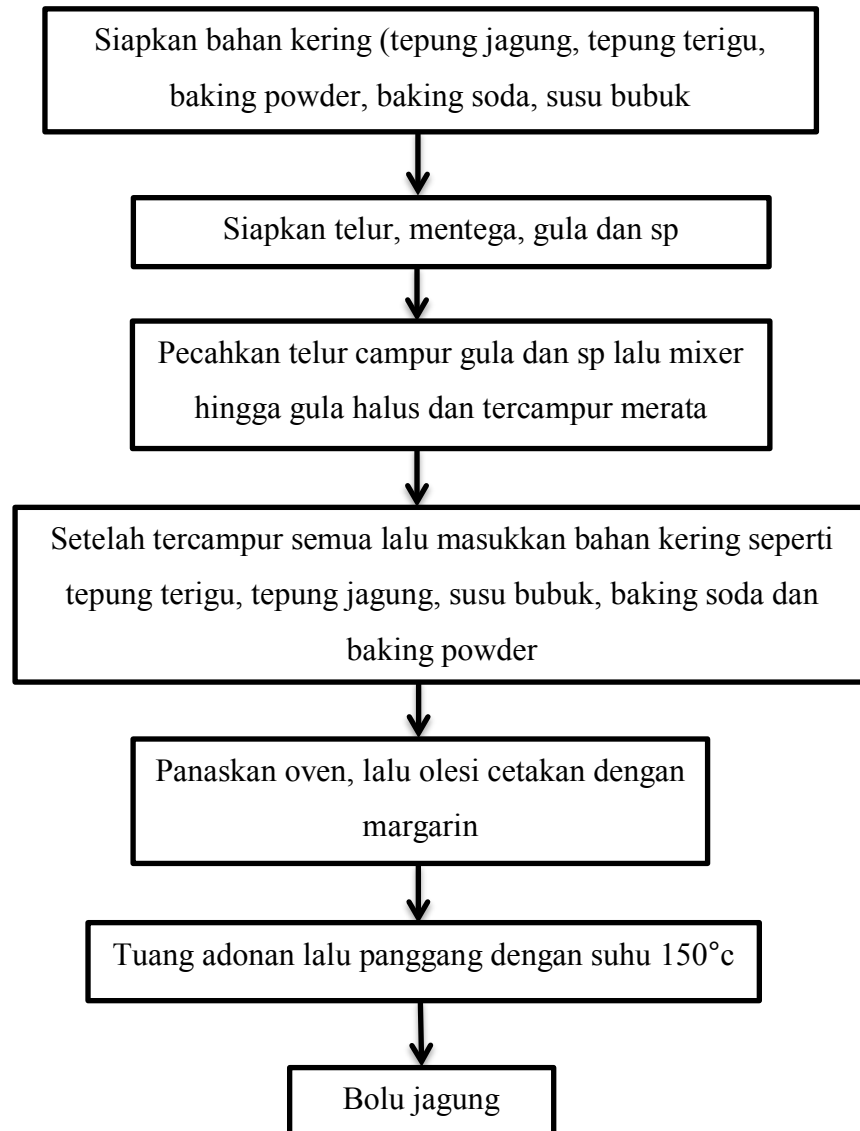 Siapkan bahan kering (tepung jagung, tepung terigu,
baking powder, baking soda, susu bubuk
Siapkan telur, mentega, gula dan sp
Pecahkan telur campur gula dan sp lalu mixer
hingga gula halus dan tercampur merata
Setelah tercampur semua lalu masukkan bahan kering seperti
tepung terigu, tepung jagung, susu bubuk, baking soda dan
baking powder
Panaskan oven, lalu olesi cetakan dengan
margarin
Tuang adonan lalu panggang dengan suhu 150°c
Bolu jagung